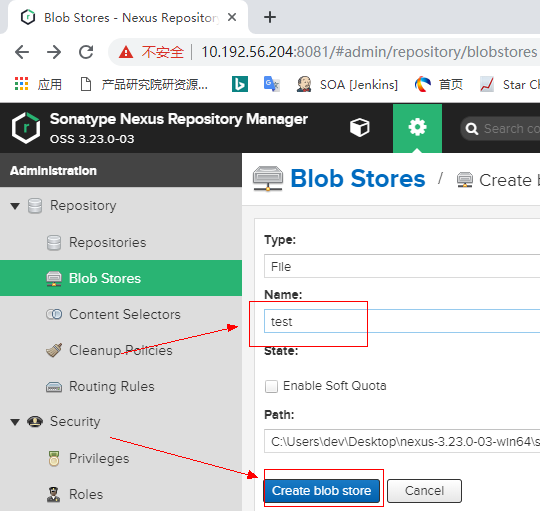 Blob Stores - Nexus Repository
不安全 10.192.56.204:8081/#admin/repository/blobstores
应用 产品研究院研资源… SOA [Jenkins] 首页 Star
Sonatype Nexus Repository Manager
OSS 3.23.0-03
Search
Administration
Blob Stores / Create
Repository
Repositories
Blob Stores
Content Selectors
Cleanup Policies
Routing Rules
Security
Privileges
Roles
Type:
File
Name:
test
State:
Enable Soft Quota
Path:
C:\Users\dev\Desktop\nexus-3.23.0-03-win64\s
Create blob store Cancel